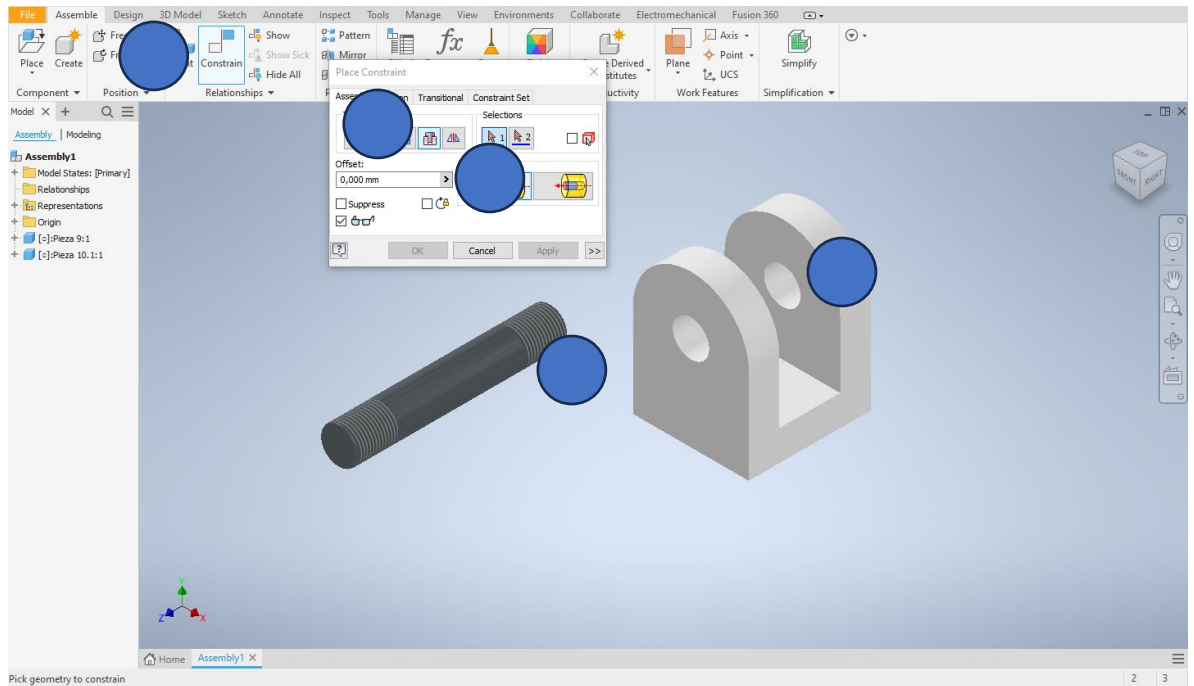 File Assemble Design 3D Model Sketch Annotate Inspect Tools Manage View Environments Collaborate Electromechanical Fusion 360
Show Pattern Axis
Show Sick Mirror Derived Point
Place Create Constrain Hide All Plane UCS Simplify
Component Position Relationships Work Features Simplification
Place Constraint
Transitional Constraint Set
Selections
1 2
Offset:
0,000 mm
Suppress
OK Cancel Apply >>
Model
Assembly | Modeling
Assembly1
Model States: [Primary]
Relationships
Representations
Origin
[○]:Pieza 9:1
[○]:Pieza 10.1:1
TOP
FRONT RIGHT
Y
Z X
Home Assembly1
Pick geometry to constrain 2 3